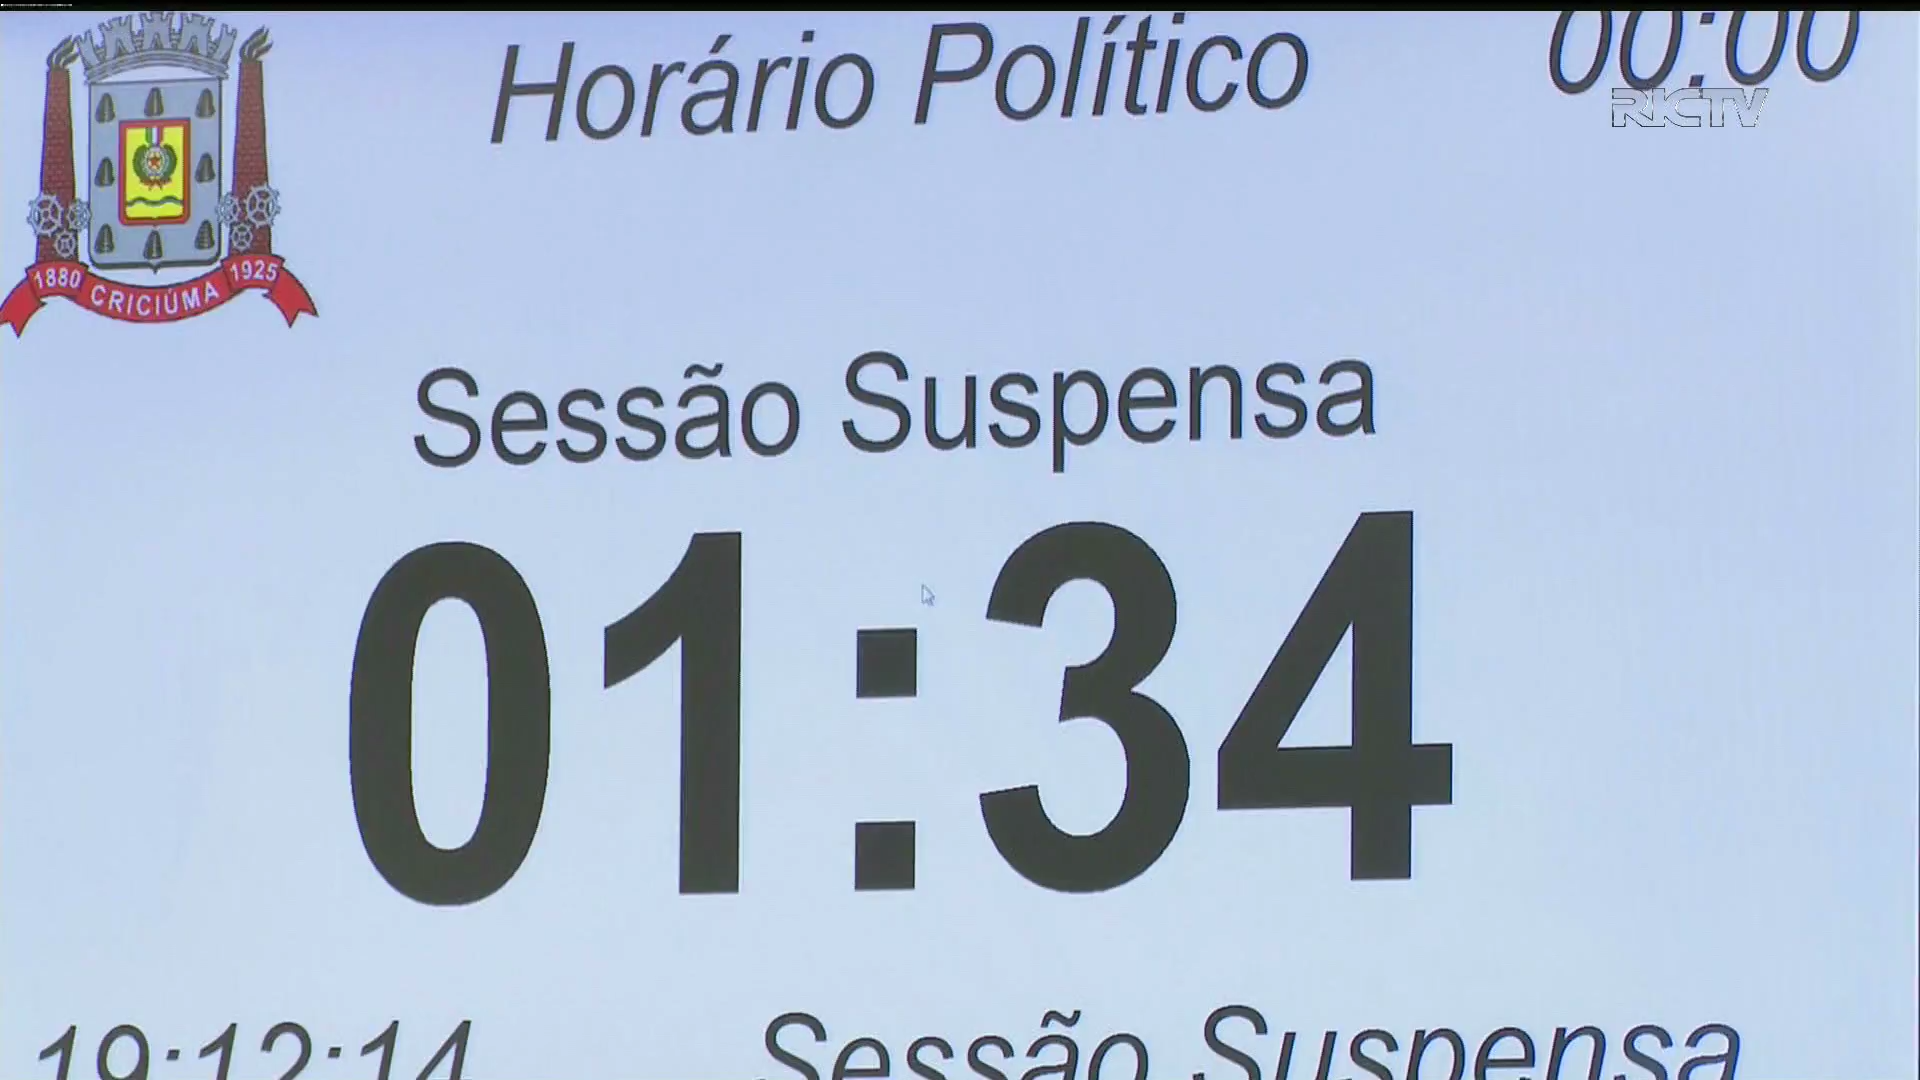 Horário Político 00:00
RICTV
1880 CRICIÚMA 1925
Sessão Suspensa
01:34
19:12:14 Sessão Suspensa